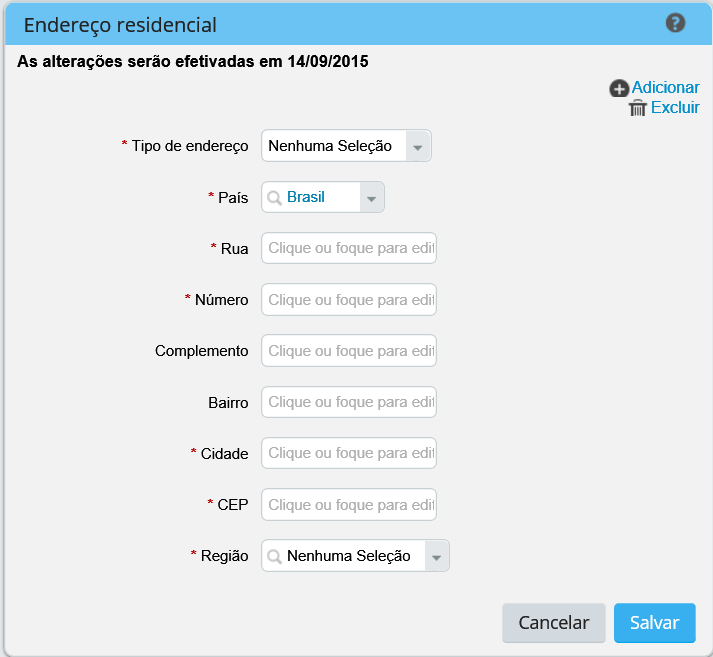 Endereço residencial
?
As alterações serão efetivadas em 14/09/2015
Adicionar
Excluir
* Tipo de endereço Nenhuma Seleção
* País Brasil
* Rua Clique ou foque para edit
* Número Clique ou foque para edit
Complemento Clique ou foque para edit
Bairro Clique ou foque para edit
* Cidade Clique ou foque para edit
* CEP Clique ou foque para edit
* Região Nenhuma Seleção
Cancelar Salvar